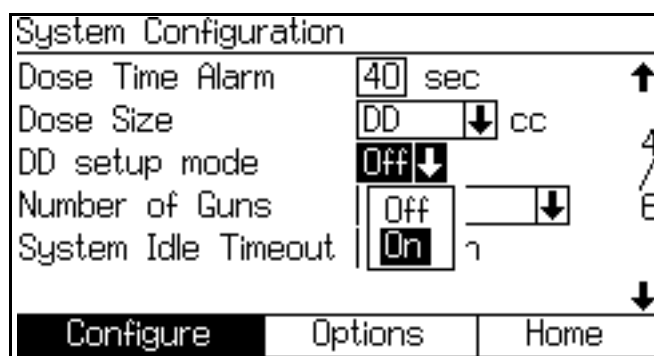 System Configuration
Dose Time Alarm 40 sec
Dose Size DD cc
DD setup mode Off
Number of Guns Off
System Idle Timeout On
Configure Options Home